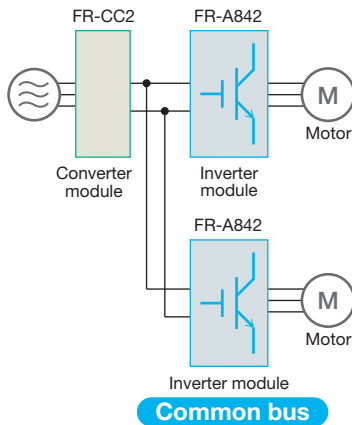 FR-CC2
FR-A842
M
Motor
Converter
module
Inverter
module
FR-A842
M
Motor
Inverter module
Common bus